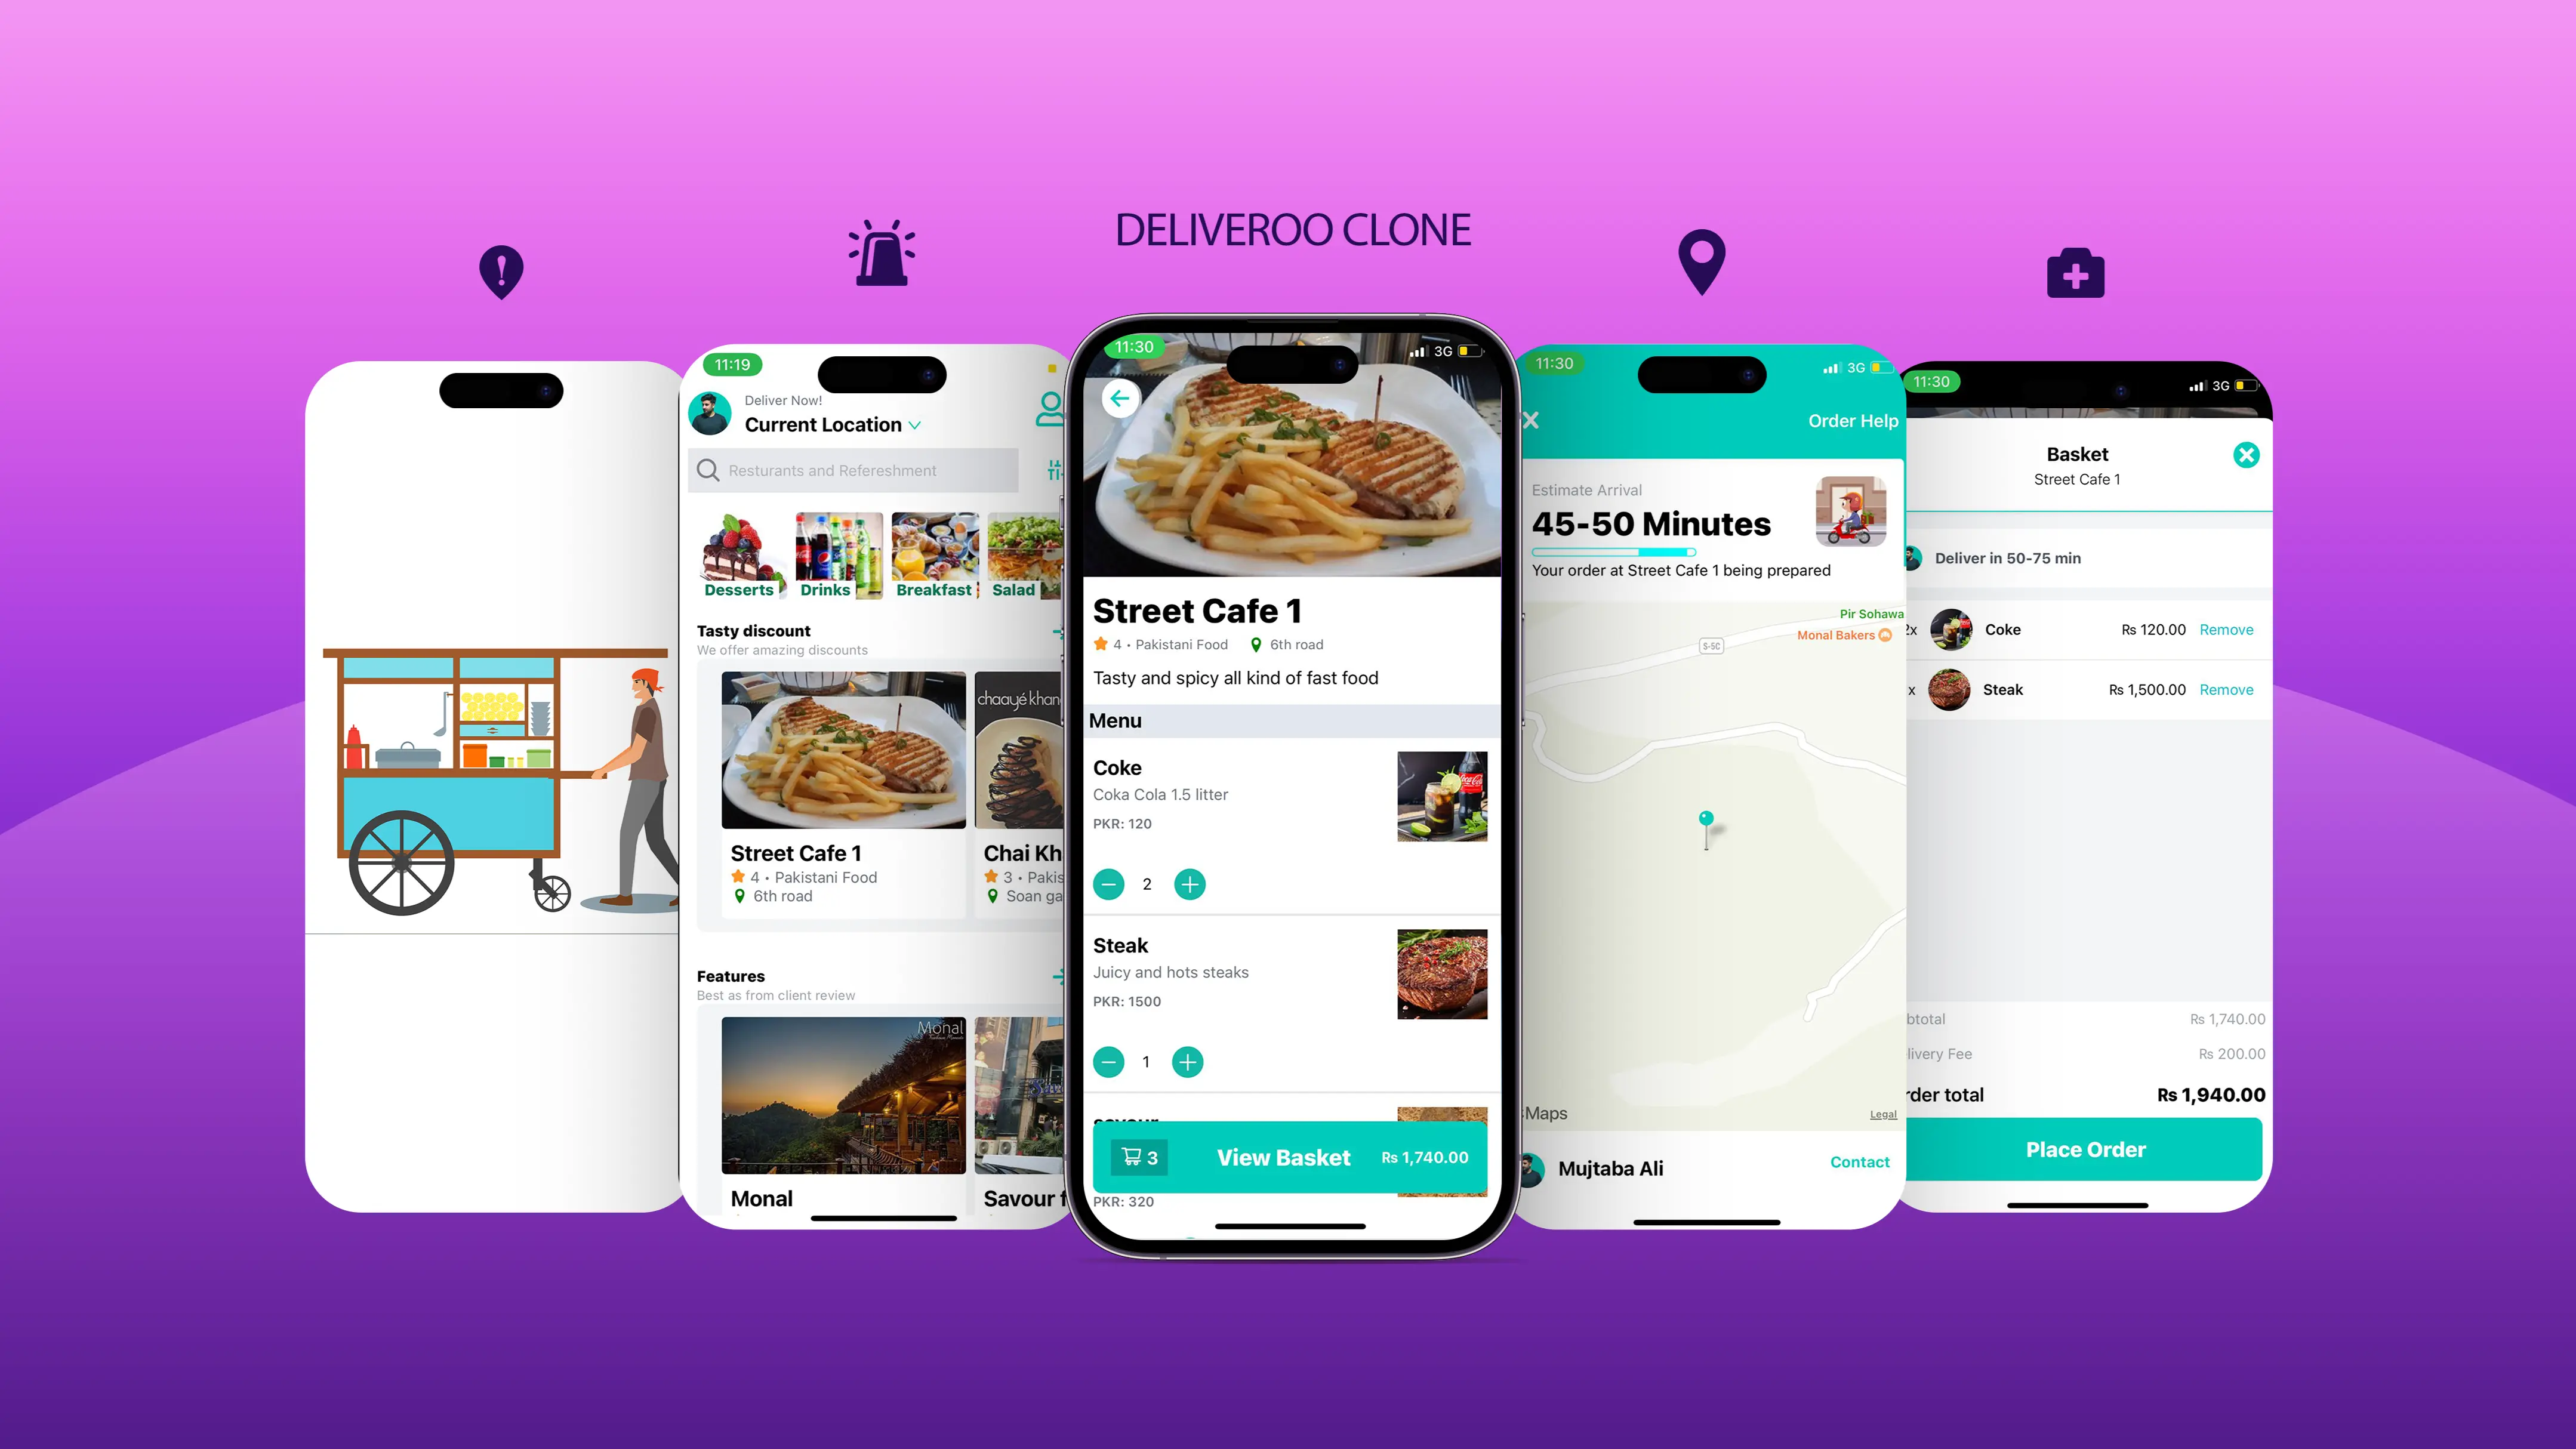 DELIVEROO CLONE
11:19
Deliver Now!
Current Location
Resturants and Refereshment
Desserts
Drinks
Breakfast
Salad
Tasty discount
We offer amazing discounts
chaayé khan
Street Cafe 1
4 • Pakistani Food
6th road
Chai Kh
3 • Pakis
Soan ga
Features
Best as from client review
Monal
Monal
Savour f
11:30
3G
Street Cafe 1
4 • Pakistani Food
6th road
Tasty and spicy all kind of fast food
Menu
Coke
Coka Cola 1.5 litter
PKR: 120
2
Steak
Juicy and hots steaks
PKR: 1500
1
3
View Basket
Rs 1,740.00
PKR: 320
11:30
3G
Order Help
Estimate Arrival
45-50 Minutes
Your order at Street Cafe 1 being prepared
Pir Sohawa
Monal Bakers
S-5C
Maps
Legal
Mujtaba Ali
Contact
11:30
3G
Basket
Street Cafe 1
Deliver in 50-75 min
x Coke Rs 120.00 Remove
x Steak Rs 1,500.00 Remove
btotal Rs 1,740.00
livery Fee Rs 200.00
rder total Rs 1,940.00
Place Order